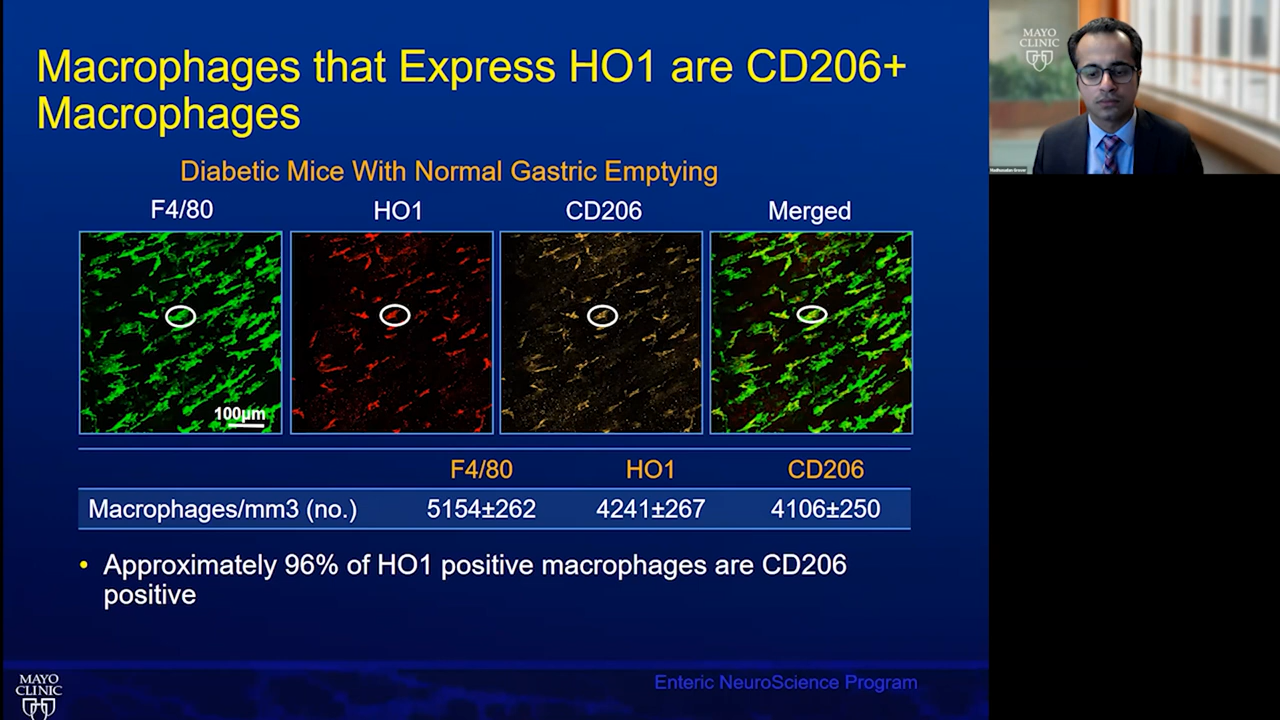 Macrophages that Express HO1 are CD206+
Macrophages
Diabetic Mice With Normal Gastric Emptying
F4/80
HO1
CD206
Merged
100µm
F4/80
HO1
CD206
Macrophages/mm3 (no.)
5154±262
4241±267
4106±250
• Approximately 96% of HO1 positive macrophages are CD206
positive
MAYO
CLINIC
Enteric NeuroScience Program
MAYO
CLINIC